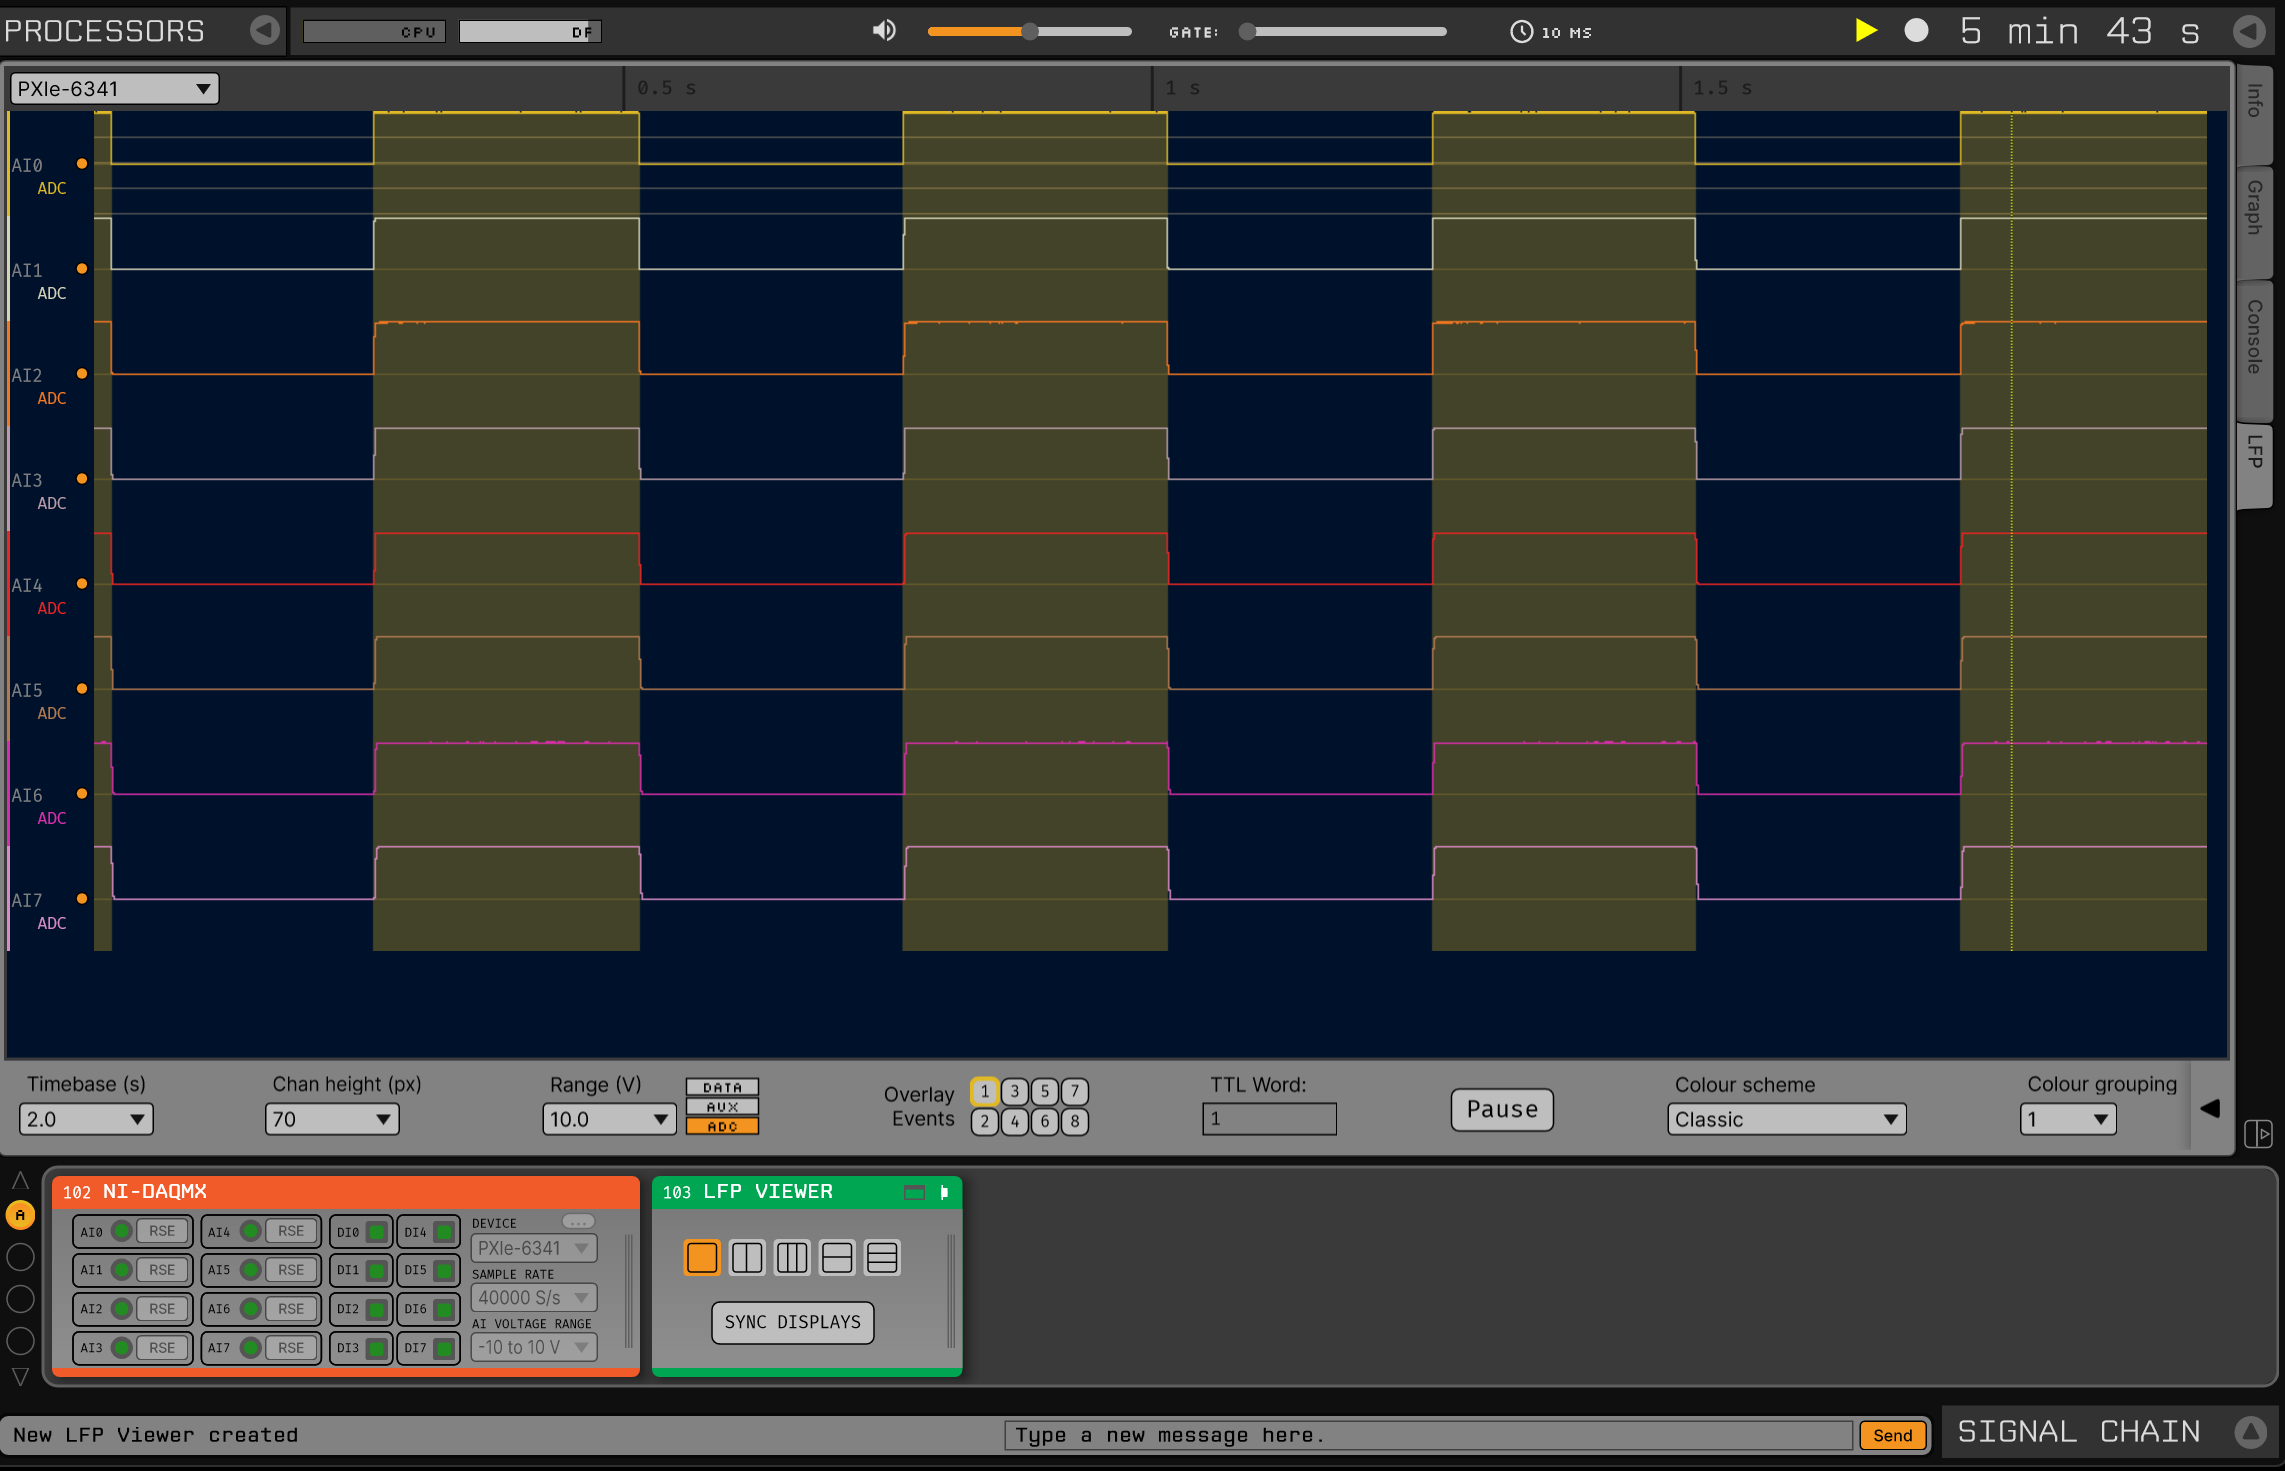 PROCESSORS
CPU
DF
GATE:
10 MS
5 min 43 s
PXIe-6341
0.5 s
1 s
1.5 s
Info
Graph
Console
LFP
AI0
ADC
AI1
ADC
AI2
ADC
AI3
ADC
AI4
ADC
AI5
ADC
AI6
ADC
AI7
ADC
Timebase (s)
2.0
Chan height (px)
70
Range (V)
10.0
DATA
AUX
ADC
Overlay
Events
1 3 5 7
2 4 6 8
TTL Word:
1
Pause
Colour scheme
Classic
Colour grouping
1
A
102 NI-DAQMX
AI0 RSE AI4 RSE DI0 DI4
AI1 RSE AI5 RSE DI1 DI5
AI2 RSE AI6 RSE DI2 DI6
AI3 RSE AI7 RSE DI3 DI7
DEVICE ...
PXIe-6341
SAMPLE RATE
40000 S/s
AI VOLTAGE RANGE
-10 to 10 V
103 LFP VIEWER
SYNC DISPLAYS
New LFP Viewer created
Type a new message here.
Send
SIGNAL CHAIN